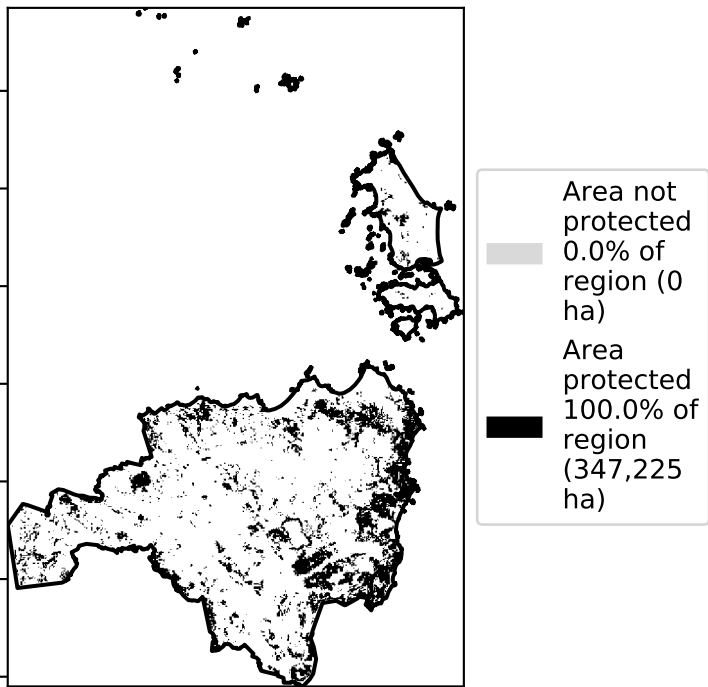 Area not
protected
0.0% of
region (0
ha)
Area
protected
100.0% of
region
(347,225
ha)